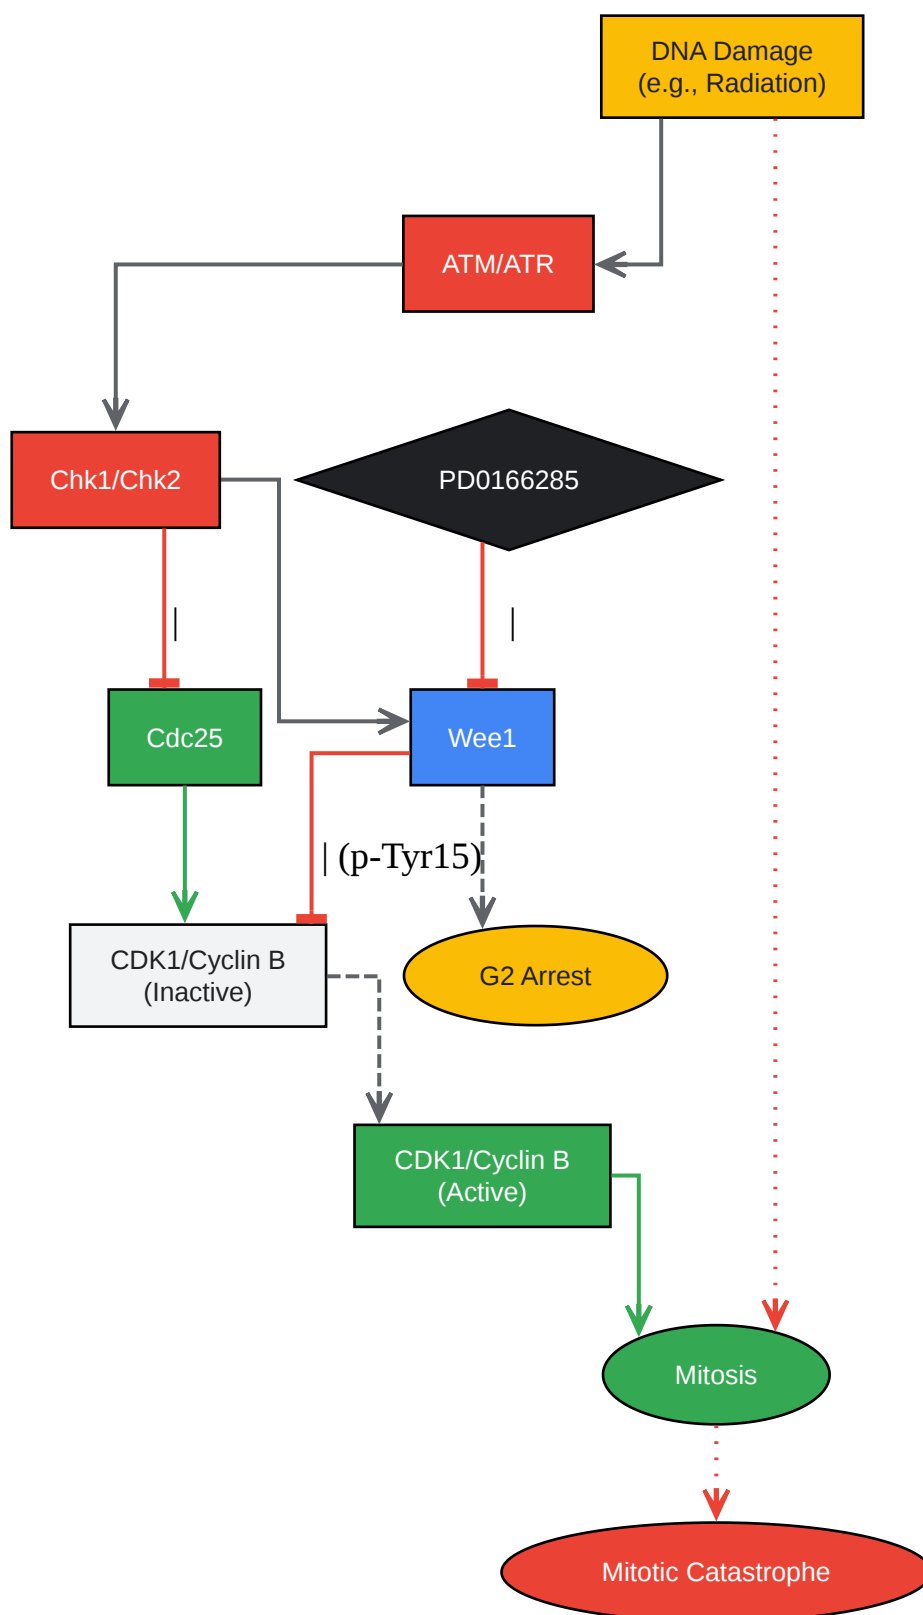 DNA Damage
(e.g., Radiation)
ATM/ATR
Chk1/Chk2
PD0166285
|
|
Cdc25
Wee1
| (p-Tyr15)
CDK1/Cyclin B
(Inactive)
G2 Arrest
CDK1/Cyclin B
(Active)
Mitosis
Mitotic Catastrophe